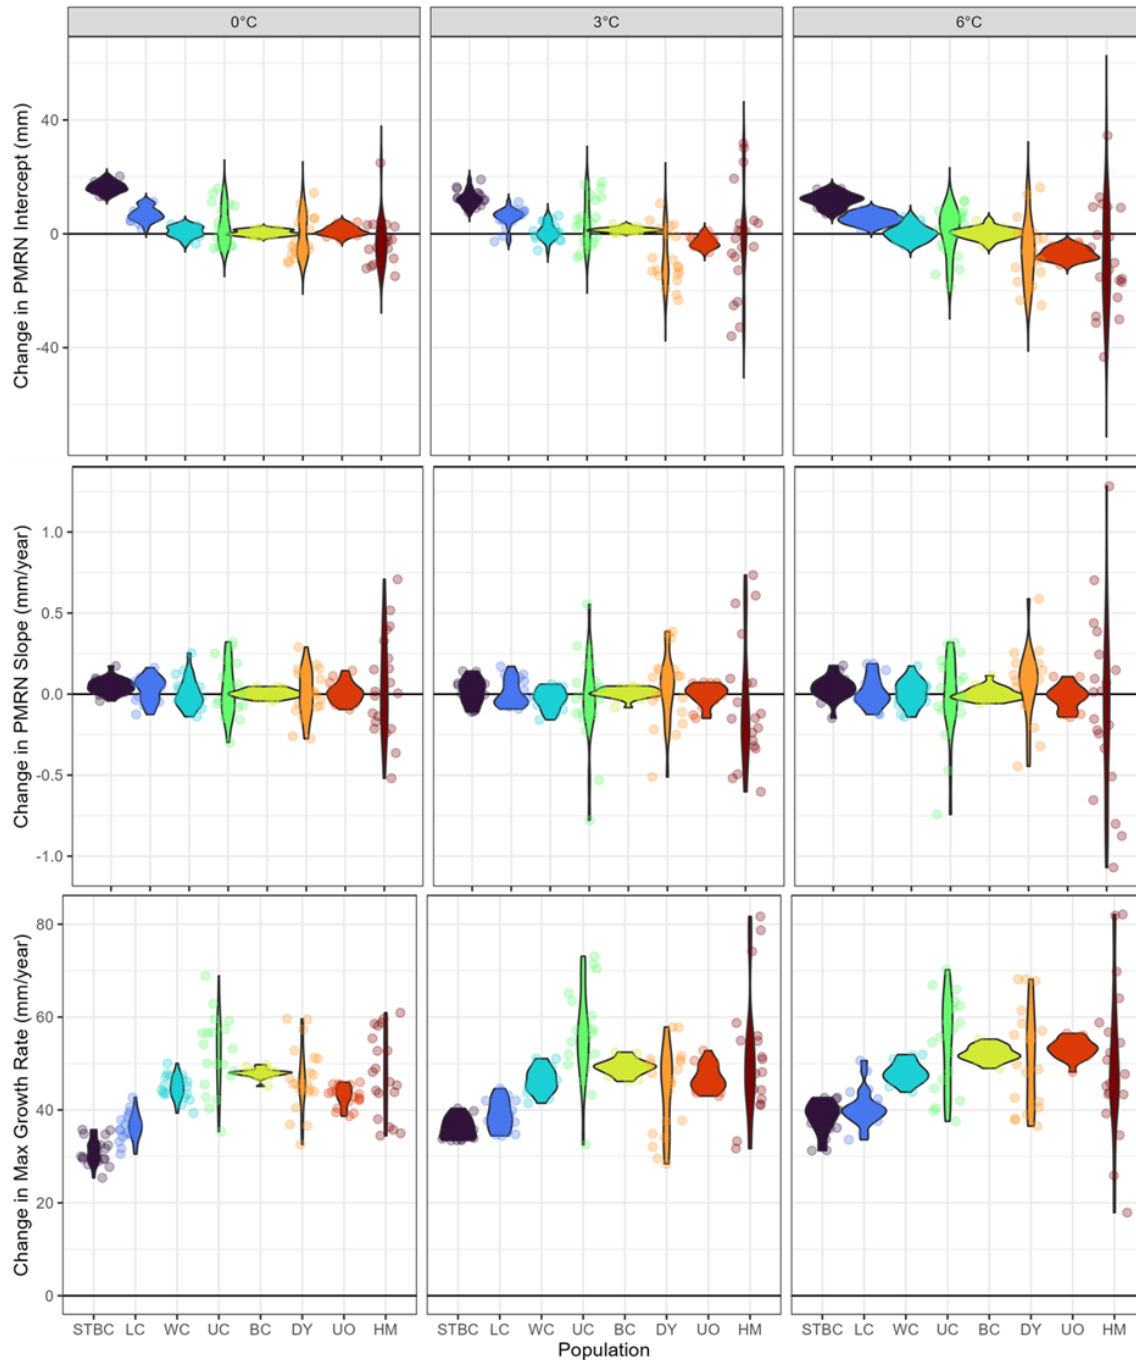 0°C 3°C 6°C
Change in PMRN Intercept (mm)
40
0
-40
Change in PMRN Slope (mm/year)
1.0
0.5
0.0
-0.5
-1.0
Change in Max Growth Rate (mm/year)
80
60
40
20
0
STBC LC WC UC BC DY UO HM STBC LC WC UC BC DY UO HM STBC LC WC UC BC DY UO HM
Population